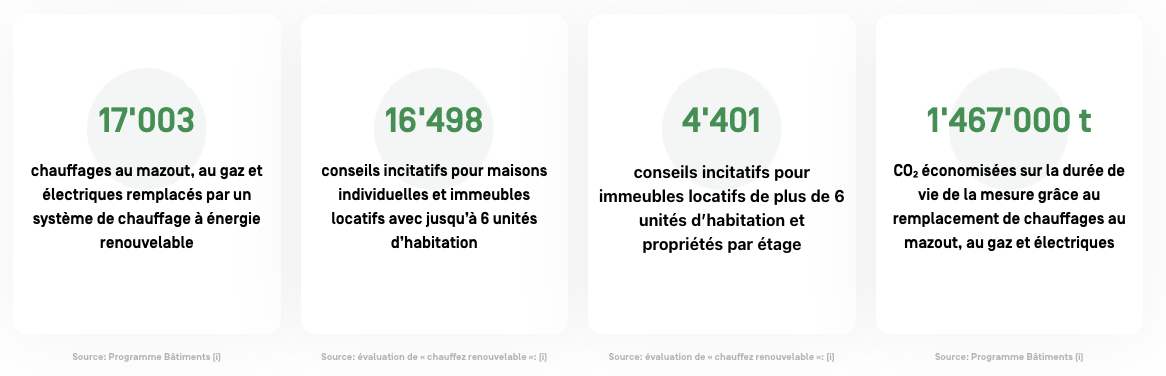 17'003
chauffages au mazout, au gaz et
électriques remplacés par un
système de chauffage à énergie
renouvelable
Source: Programme Bâtiments (i)
16'498
conseils incitatifs pour maisons
individuelles et immeubles
locatifs avec jusqu'à 6 unités
d'habitation
Source: évaluation de « chauffez renouvelable »: (i)
4'401
conseils incitatifs pour
immeubles locatifs de plus de 6
unités d'habitation et
propriétés par étage
Source: évaluation de « chauffez renouvelable »: (i)
1'467'000 t
CO₂ économisées sur la durée de
vie de la mesure grâce au
remplacement de chauffages au
mazout, au gaz et électriques
Source: Programme Bâtiments (i)